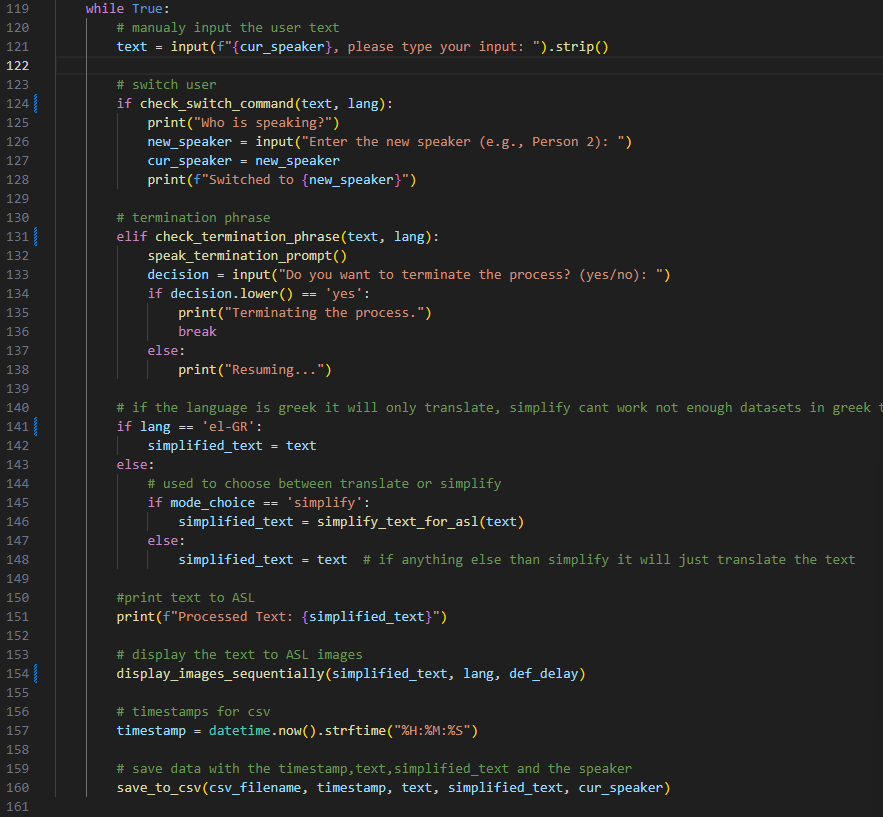 119 while True:
120 # manualy input the user text
121 text = input(f"{cur_speaker}, please type your input: ").strip()
122
123 # switch user
124 if check_switch_command(text, lang):
125 print("Who is speaking?")
126 new_speaker = input("Enter the new speaker (e.g., Person 2): ")
127 cur_speaker = new_speaker
128 print(f"Switched to {new_speaker}")
129
130 # termination phrase
131 elif check_termination_phrase(text, lang):
132 speak_termination_prompt()
133 decision = input("Do you want to terminate the process? (yes/no): ")
134 if decision.lower() == 'yes':
135 print("Terminating the process.")
136 break
137 else:
138 print("Resuming...")
139
140 # if the language is greek it will only translate, simplify cant work not enough datasets in greek t
141 if lang == 'el-GR':
142 simplified_text = text
143 else:
144 # used to choose between translate or simplify
145 if mode_choice == 'simplify':
146 simplified_text = simplify_text_for_asl(text)
147 else:
148 simplified_text = text # if anything else than simplify it will just translate the text
149
150 #print text to ASL
151 print(f"Processed Text: {simplified_text}")
152
153 # display the text to ASL images
154 display_images_sequentially(simplified_text, lang, def_delay)
155
156 # timestamps for csv
157 timestamp = datetime.now().strftime("%H:%M:%S")
158
159 # save data with the timestamp,text,simplified_text and the speaker
160 save_to_csv(csv_filename, timestamp, text, simplified_text, cur_speaker)
161